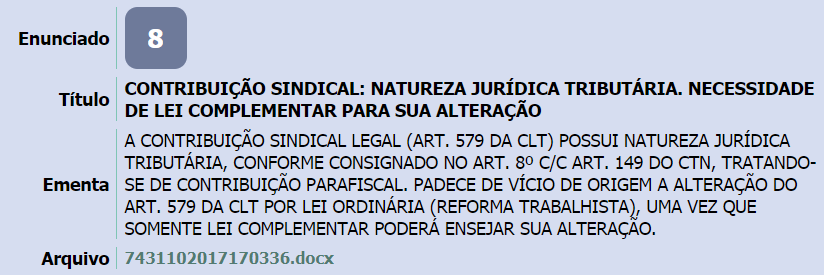 Enunciado 8
Título CONTRIBUIÇÃO SINDICAL: NATUREZA JURÍDICA TRIBUTÁRIA. NECESSIDADE
DE LEI COMPLEMENTAR PARA SUA ALTERAÇÃO
A CONTRIBUIÇÃO SINDICAL LEGAL (ART. 579 DA CLT) POSSUI NATUREZA JURÍDICA
TRIBUTÁRIA, CONFORME CONSIGNADO NO ART. 8º C/C ART. 149 DO CTN, TRATANDO-
Ementa SE DE CONTRIBUIÇÃO PARAFISCAL. PADECE DE VÍCIO DE ORIGEM A ALTERAÇÃO DO
ART. 579 DA CLT POR LEI ORDINÁRIA (REFORMA TRABALHISTA), UMA VEZ QUE
SOMENTE LEI COMPLEMENTAR PODERÁ ENSEJAR SUA ALTERAÇÃO.
Arquivo 7431102017170336.docx